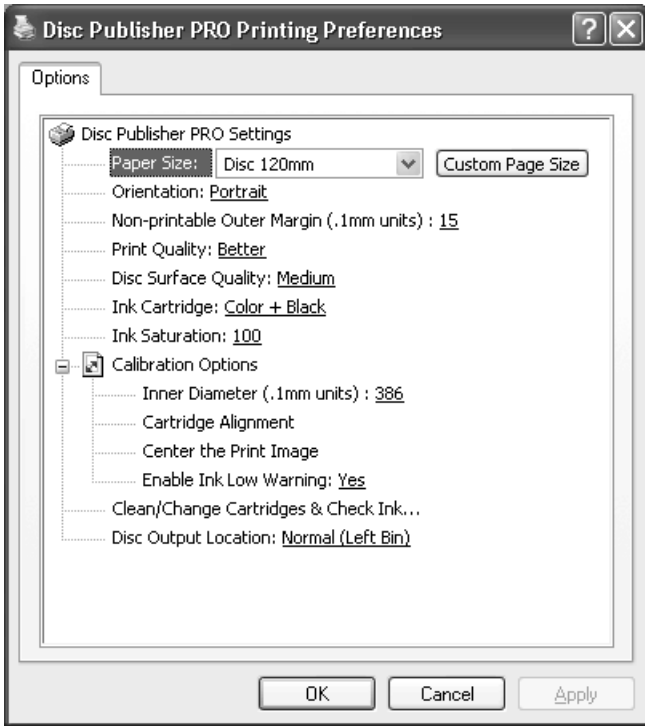 Disc Publisher PRO Printing Preferences
Options
Disc Publisher PRO Settings
Paper Size: Disc 120mm Custom Page Size
Orientation: Portrait
Non-printable Outer Margin (.1mm units) : 15
Print Quality: Better
Disc Surface Quality: Medium
Ink Cartridge: Color + Black
Ink Saturation: 100
Calibration Options
Inner Diameter (.1mm units) : 386
Cartridge Alignment
Center the Print Image
Enable Ink Low Warning: Yes
Clean/Change Cartridges & Check Ink...
Disc Output Location: Normal (Left Bin)
OK Cancel Apply